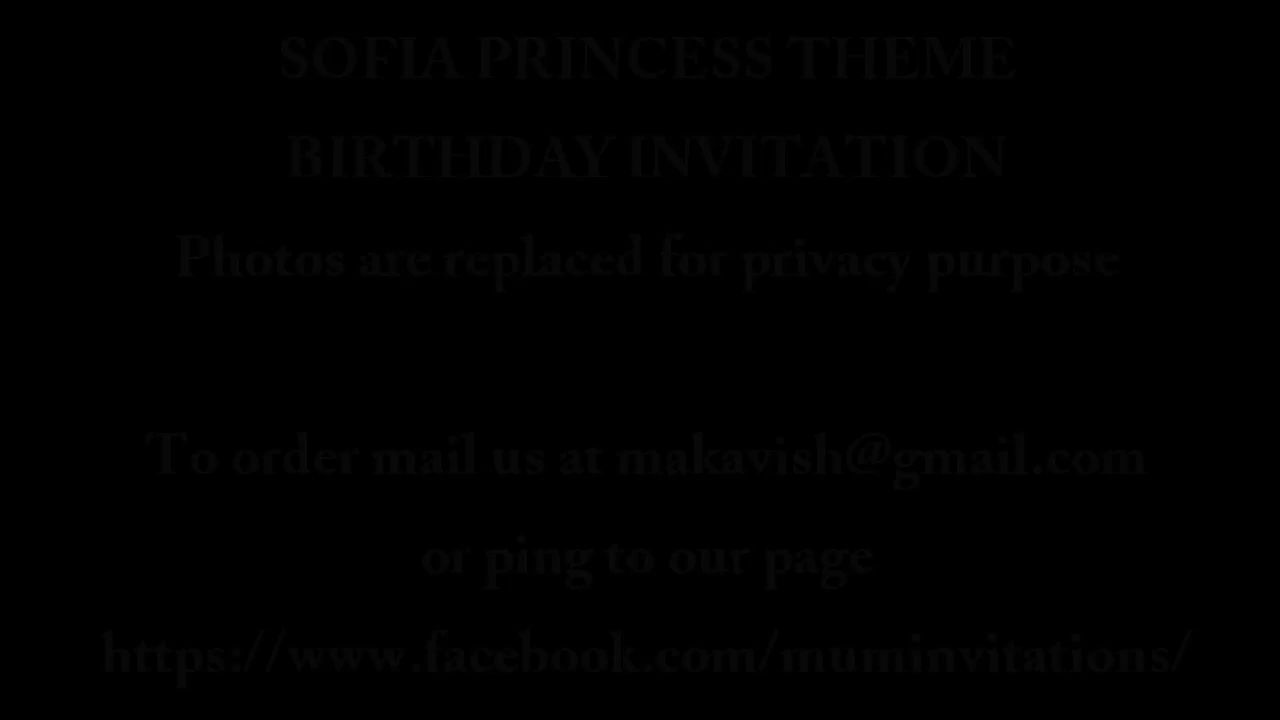 SOFIA PRINCESS THEME
BIRTHDAY INVITATION
Photos are replaced for privacy purpose
To order mail us at makavish@gmail.com
or ping to our page
https://www.facebook.com/muminvitations/